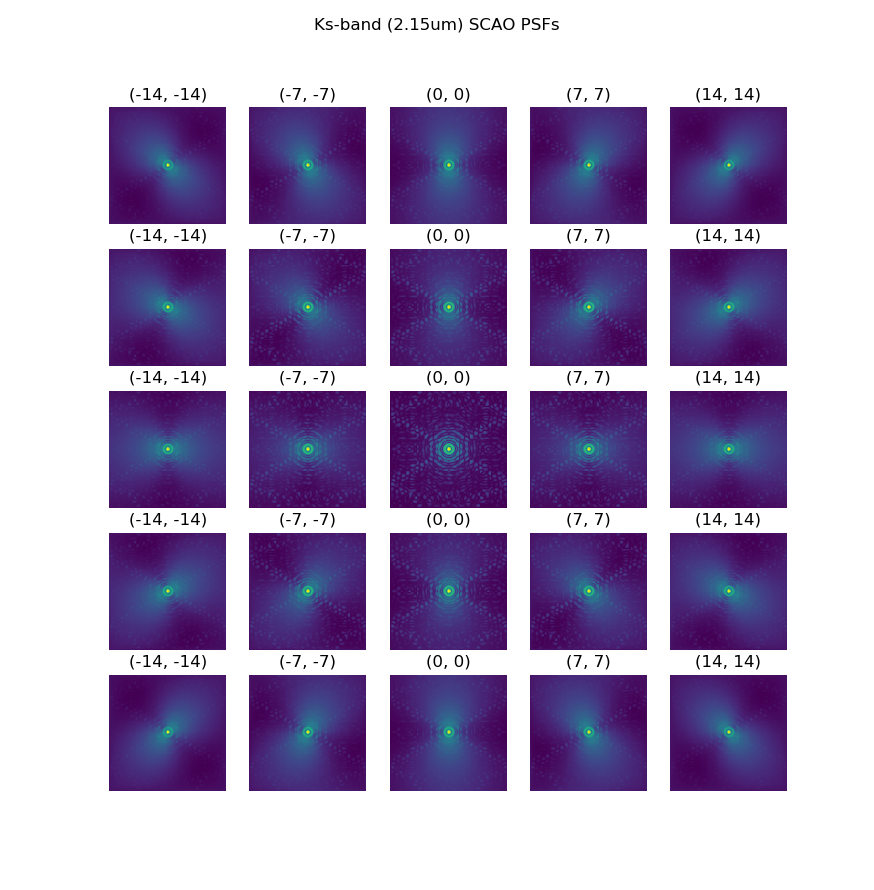 Ks-band (2.15um) SCAO PSFs
(-14, -14) (-7, -7) (0, 0) (7, 7) (14, 14)
(-14, -14) (-7, -7) (0, 0) (7, 7) (14, 14)
(-14, -14) (-7, -7) (0, 0) (7, 7) (14, 14)
(-14, -14) (-7, -7) (0, 0) (7, 7) (14, 14)
(-14, -14) (-7, -7) (0, 0) (7, 7) (14, 14)